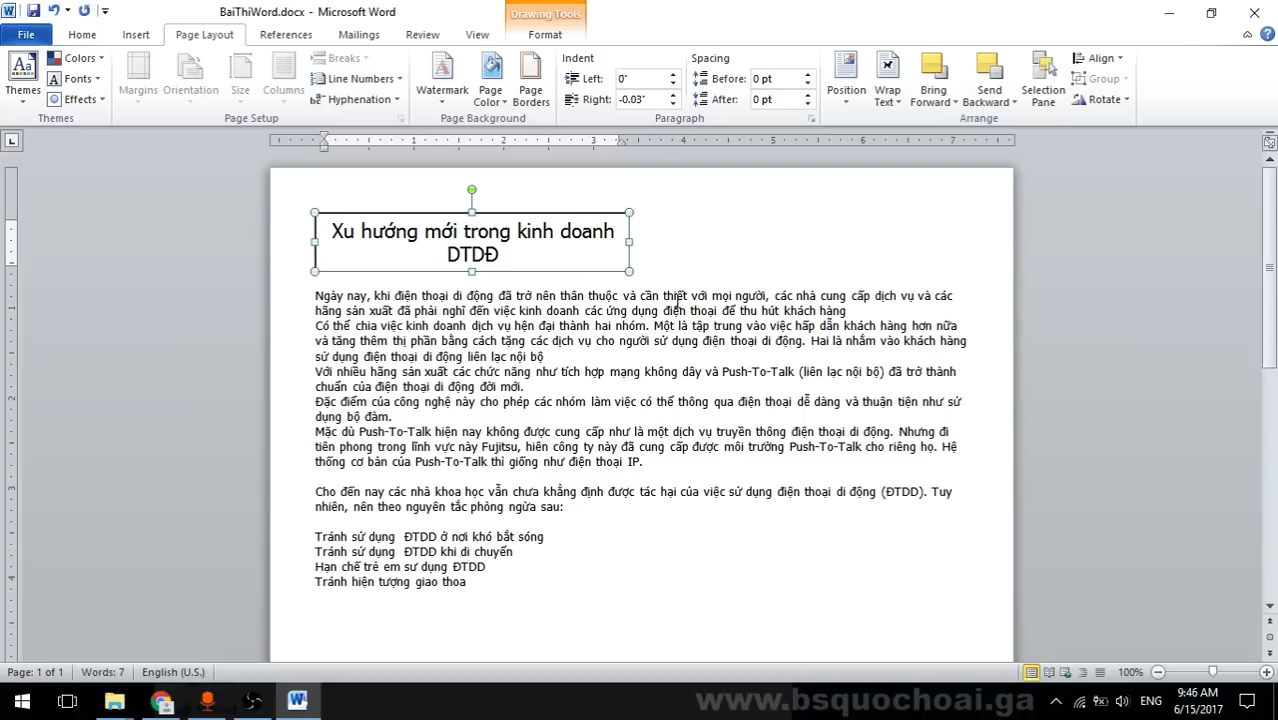 BaiThiWord.docx - Microsoft Word
Drawing Tools
File Home Insert Page Layout References Mailings Review View Format
Themes
Colors
Fonts
Effects
Themes
Margins
Orientation
Size
Columns
Breaks
Line Numbers
Hyphenation
Page Setup
Watermark
Page Color
Page Borders
Page Background
Indent
Left: 0"
Right: -0.03"
Spacing
Before: 0 pt
After: 0 pt
Paragraph
Position
Wrap Text
Bring Forward
Send Backward
Selection Pane
Align
Group
Rotate
Arrange
1 2 3 4 5 6 7
Xu hướng mới trong kinh doanh
DTDĐ
Ngày nay, khi điện thoại di động đã trở nên thân thuộc và cần thiết với mọi người, các nhà cung cấp dịch vụ và các
hãng sản xuất đã phải nghĩ đến việc kinh doanh các ứng dụng điện thoại để thu hút khách hàng
Có thể chia việc kinh doanh dịch vụ hện đại thành hai nhóm. Một là tập trung vào việc hấp dẫn khách hàng hơn nữa
và tăng thêm thị phần bằng cách tặng các dịch vụ cho người sử dụng điện thoại di động. Hai là nhắm vào khách hàng
sử dụng điện thoại di động liên lạc nội bộ
Với nhiều hãng sản xuất các chức năng như tích hợp mạng không dây và Push-To-Talk (liên lạc nội bộ) đã trở thành
chuẩn của điện thoại di động đời mới.
Đặc điểm của công nghệ này cho phép các nhóm làm việc có thể thông qua điện thoại dễ dàng và thuận tiện như sử
dụng bộ đàm.
Mặc dù Push-To-Talk hiện nay không được cung cấp như là một dịch vụ truyền thông điện thoại di động. Nhưng đi
tiên phong trong lĩnh vực này Fujitsu, hiên công ty này đã cung cấp được môi trường Push-To-Talk cho riêng họ. Hệ
thống cơ bản của Push-To-Talk thì giống như điện thoại IP.
Cho đến nay các nhà khoa học vẫn chưa khẳng định được tác hại của việc sử dụng điện thoại di động (ĐTDD). Tuy
nhiên, nên theo nguyên tắc phòng ngừa sau:
Tránh sử dụng ĐTDD ở nơi khó bắt sóng
Tránh sử dụng ĐTDD khi di chuyển
Hạn chế trẻ em sư dụng ĐTDD
Tránh hiện tượng giao thoa
Page: 1 of 1 Words: 7 English (U.S.) 100%
www.bsquochoai.ga
ENG
9:46 AM
6/15/2017